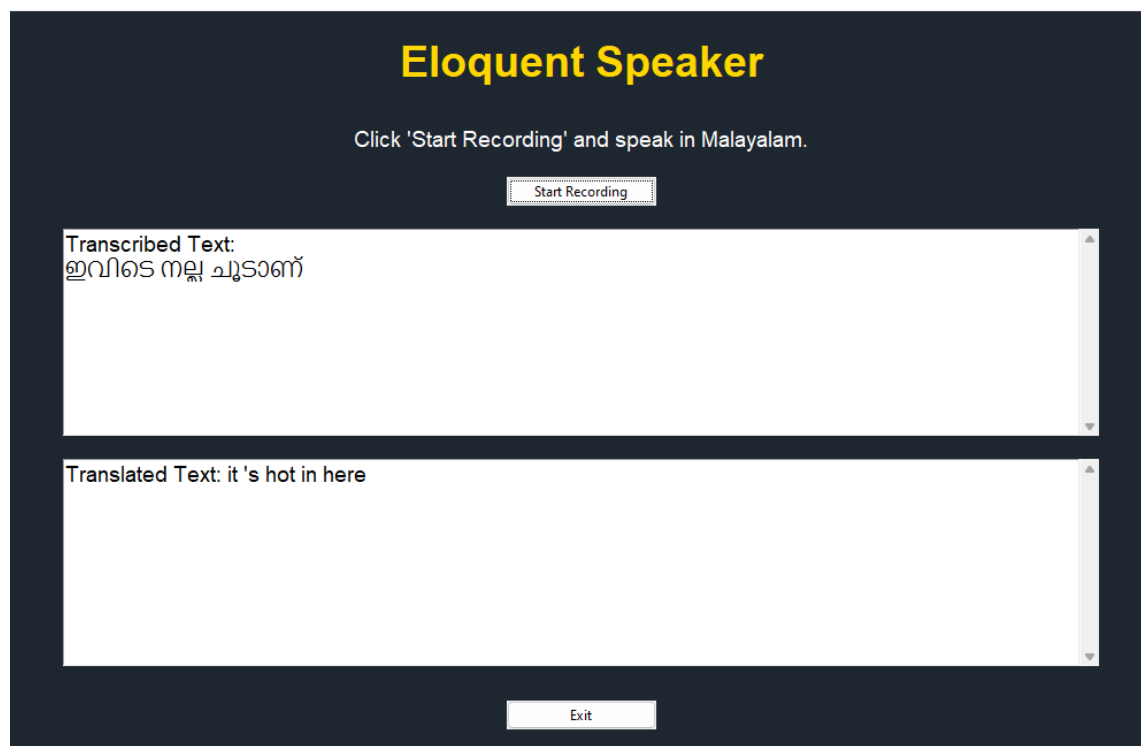 Eloquent Speaker
Click 'Start Recording' and speak in Malayalam.
Start Recording
Transcribed Text:
ഇവിടെ നല്ല ചൂടാണ്
Translated Text: it 's hot in here
Exit